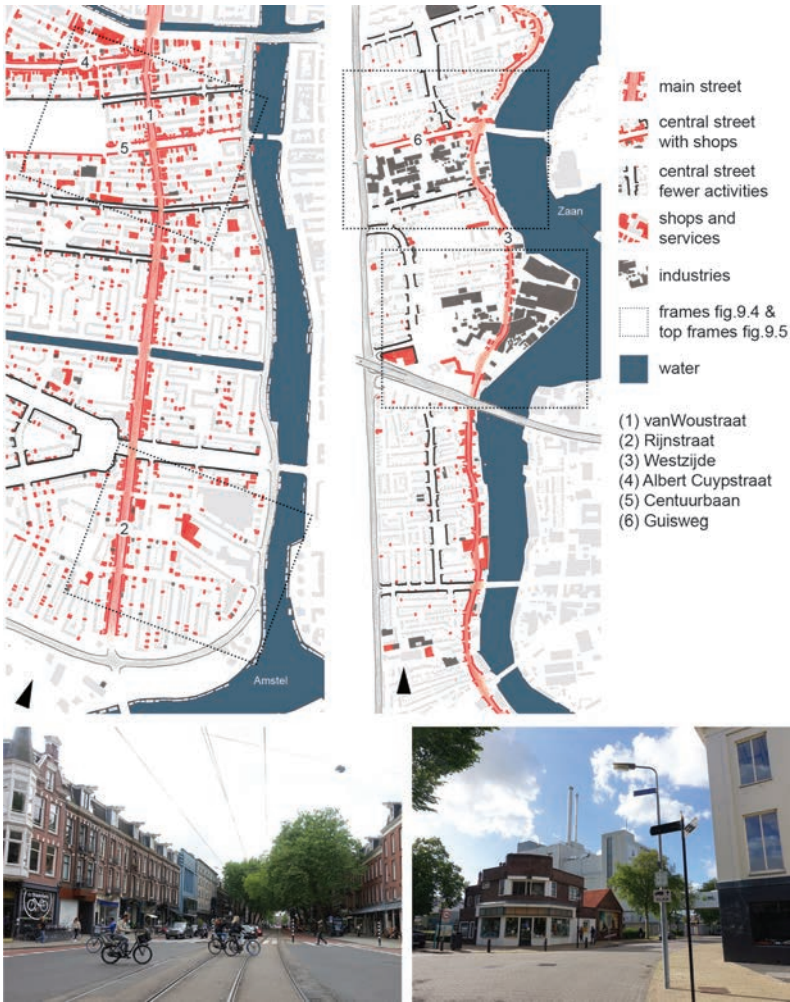 4
1
5
2
Amstel
6
3
Zaan
main street
central street
with shops
central street
fewer activities
shops and
services
industries
frames fig.9.4 &
top frames fig.9.5
water
(1) vanWoustraat
(2) Rijnstraat
(3) Westzijde
(4) Albert Cuypstraat
(5) Centuurbaan
(6) Guisweg